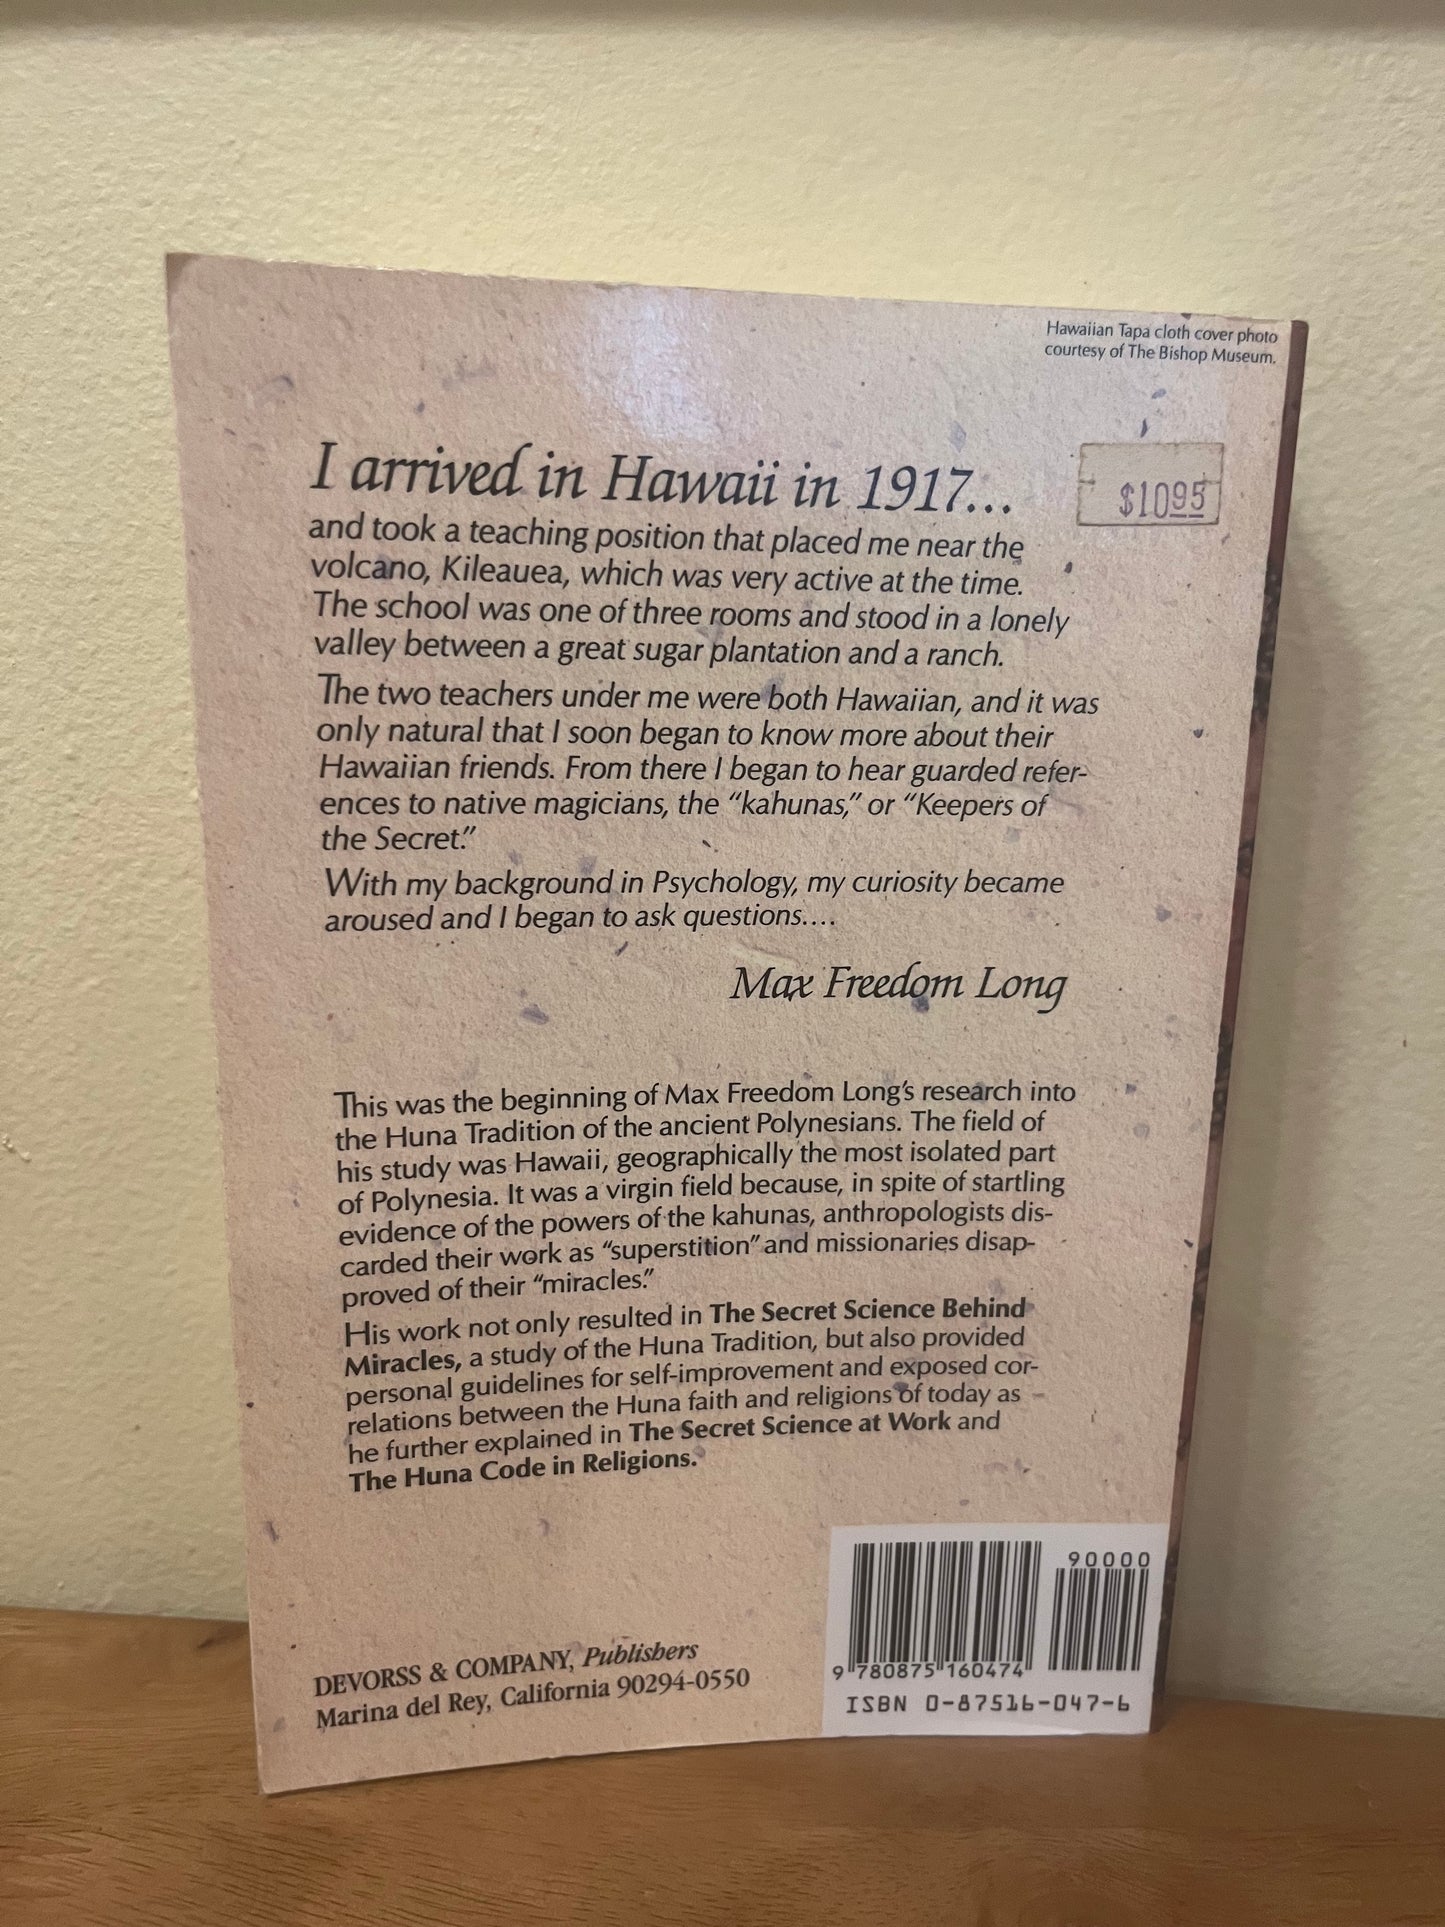 Hawaiian Tapa cloth cover photo
courtesy of The Bishop Museum.
$10.95
I arrived in Hawaii in 1917...
and took a teaching position that placed me near the
volcano, Kileauea, which was very active at the time.
The school was one of three rooms and stood in a lonely
valley between a great sugar plantation and a ranch.
The two teachers under me were both Hawaiian, and it was
only natural that I soon began to know more about their
Hawaiian friends. From there I began to hear guarded refer-
ences to native magicians, the “kahunas,” or “Keepers of
the Secret.”
With my background in Psychology, my curiosity became
aroused and I began to ask questions....
Max Freedom Long
This was the beginning of Max Freedom Long's research into
the Huna Tradition of the ancient Polynesians. The field of
his study was Hawaii, geographically the most isolated part
of Polynesia. It was a virgin field because, in spite of startling
evidence of the powers of the kahunas, anthropologists dis-
carded their work as “superstition” and missionaries disap-
proved of their “miracles.”
His work not only resulted in The Secret Science Behind
Miracles, a study of the Huna Tradition, but also provided
personal guidelines for self-improvement and exposed cor-
relations between the Huna faith and religions of today as
he further explained in The Secret Science at Work and
The Huna Code in Religions.
DEVORSS & COMPANY, Publishers
Marina del Rey, California 90294-0550
90000
9 780875 160474
ISBN 0-87516-047-6